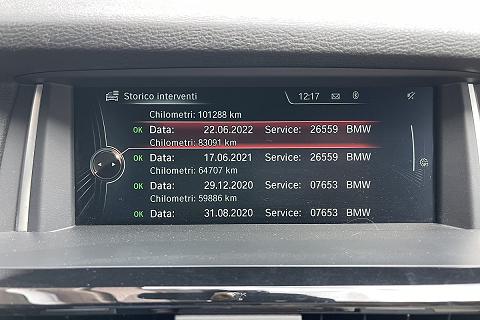 Storico interventi 12:17
Chilometri: 101288 km
OK Data: 22.06.2022 Service: 26559 BMW
Chilometri: 83091 km
OK Data: 17.06.2021 Service: 26559 BMW
Chilometri: 64707 km
OK Data: 29.12.2020 Service: 07653 BMW
Chilometri: 59886 km
OK Data: 31.08.2020 Service: 07653 BMW